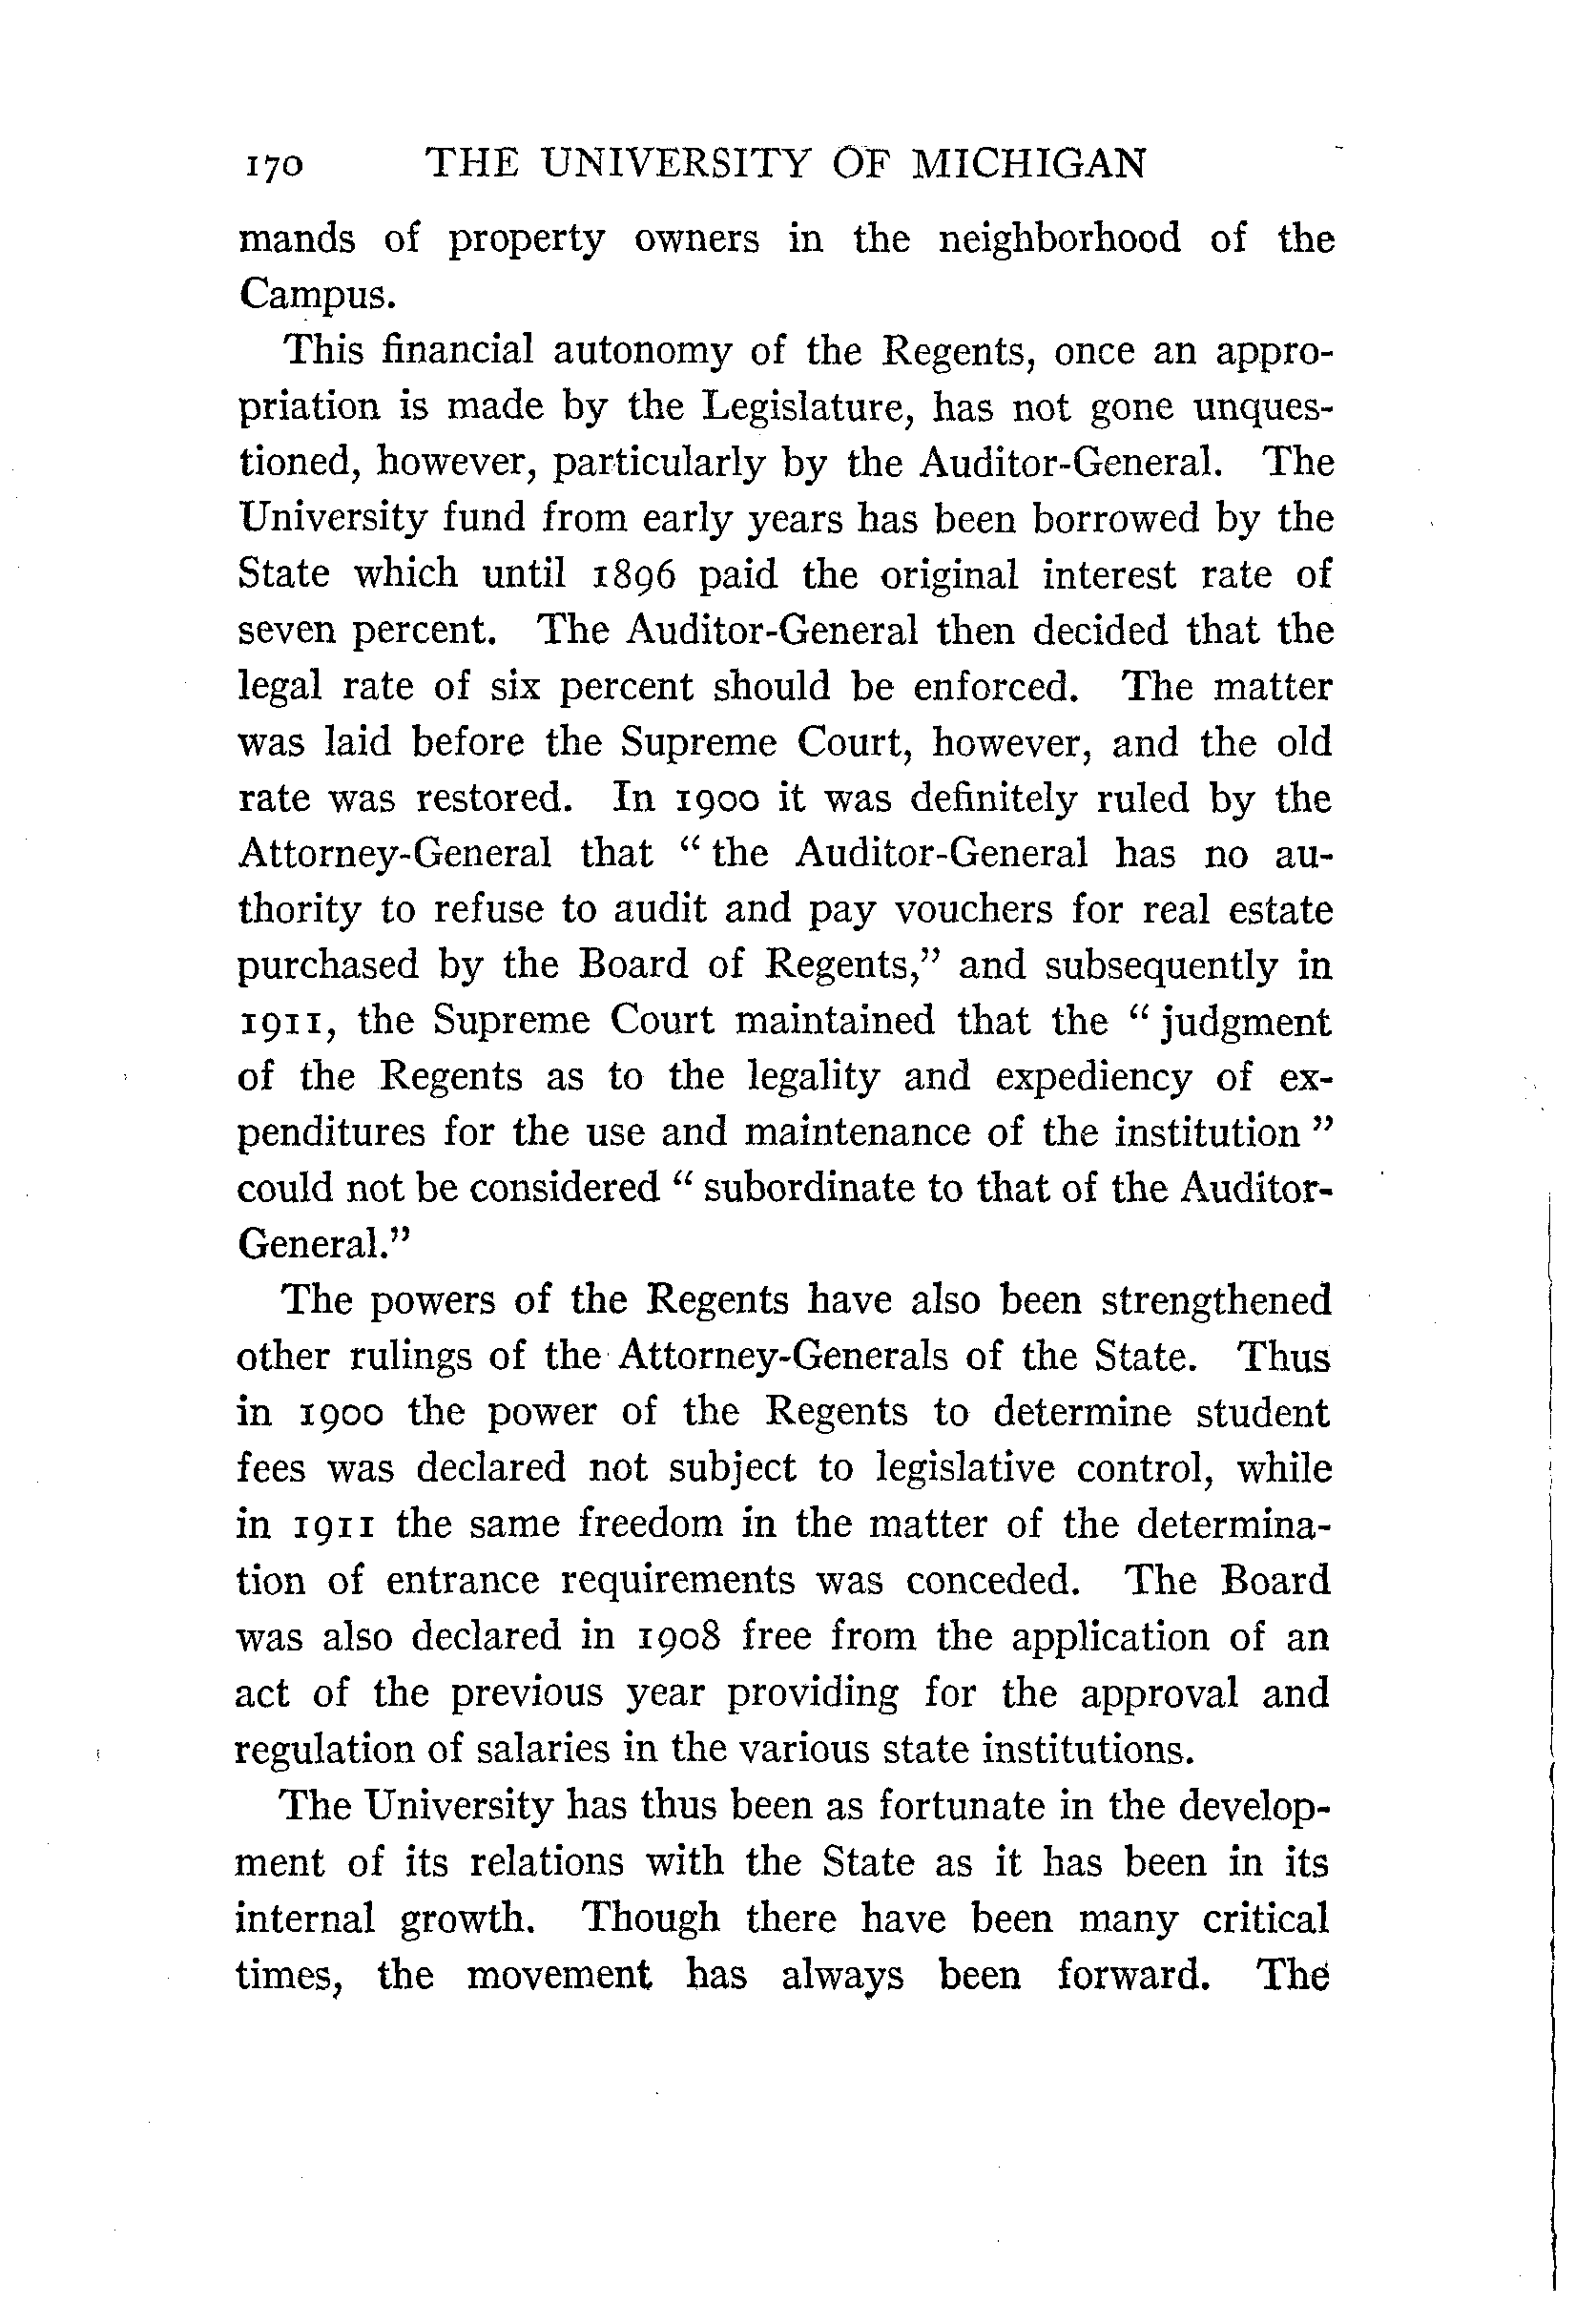 170 THE UNIVERSITY OF MICHIGAN
mands of property owners in the neighborhood of the
Campus.
This financial autonomy of the Regents, once an appro-
priation is made by the Legislature, has not gone unques-
tioned, however, particularly by the Auditor-General. The
University fund from early years has been borrowed by the
State which until 1896 paid the original interest rate of
seven percent. The Auditor-General then decided that the
legal rate of six percent should be enforced. The matter
was laid before the Supreme Court, however, and the old
rate was restored. In 1900 it was definitely ruled by the
Attorney-General that “ the Auditor-General has no au-
thority to refuse to audit and pay vouchers for real estate
purchased by the Board of Regents,” and subsequently in
1911, the Supreme Court maintained that the “ judgment
of the Regents as to the legality and expediency of ex-
penditures for the use and maintenance of the institution ”
could not be considered “ subordinate to that of the Auditor-
General.”
The powers of the Regents have also been strengthened
other rulings of the Attorney-Generals of the State. Thus
in 1900 the power of the Regents to determine student
fees was declared not subject to legislative control, while
in 1911 the same freedom in the matter of the determina-
tion of entrance requirements was conceded. The Board
was also declared in 1908 free from the application of an
act of the previous year providing for the approval and
regulation of salaries in the various state institutions.
The University has thus been as fortunate in the develop-
ment of its relations with the State as it has been in its
internal growth. Though there have been many critical
times, the movement has always been forward. The